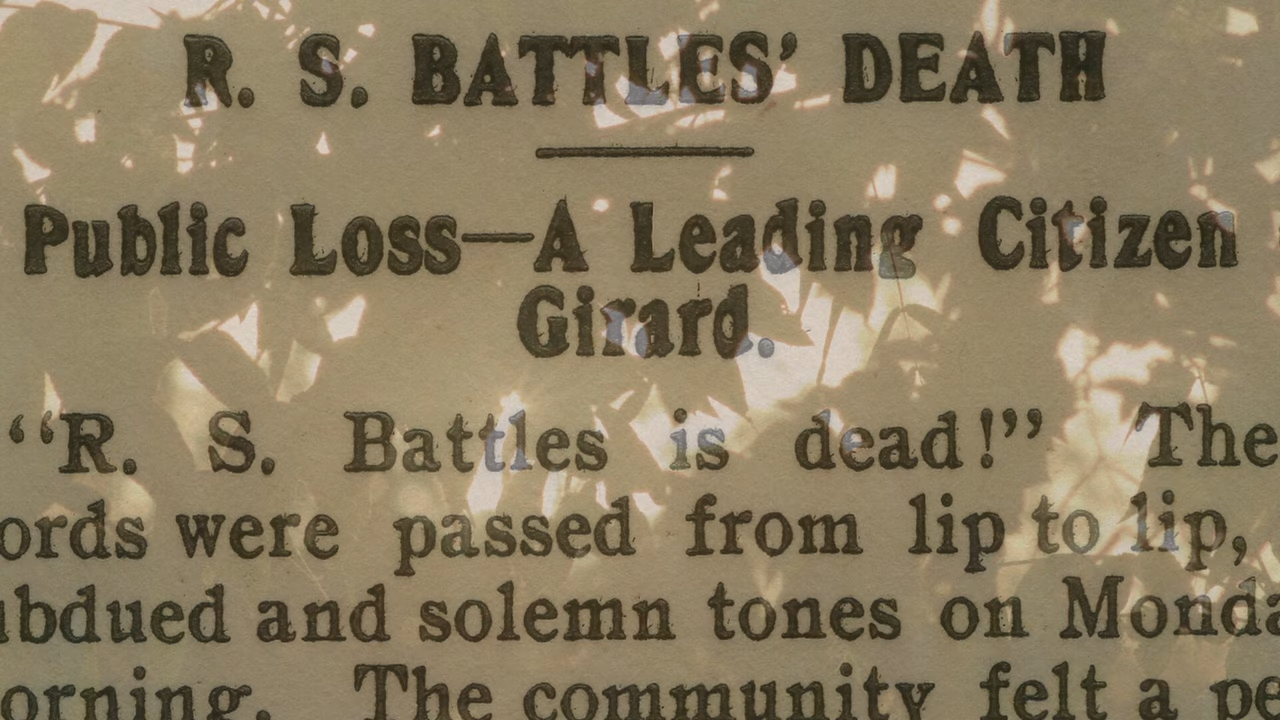 R. S. BATTLES' DEATH
Public Loss—A Leading Citizen
Girard.
“R. S. Battles is dead!” The
ords were passed from lip to lip,
ubdued and solemn tones on Monda
orning. The community felt a pe